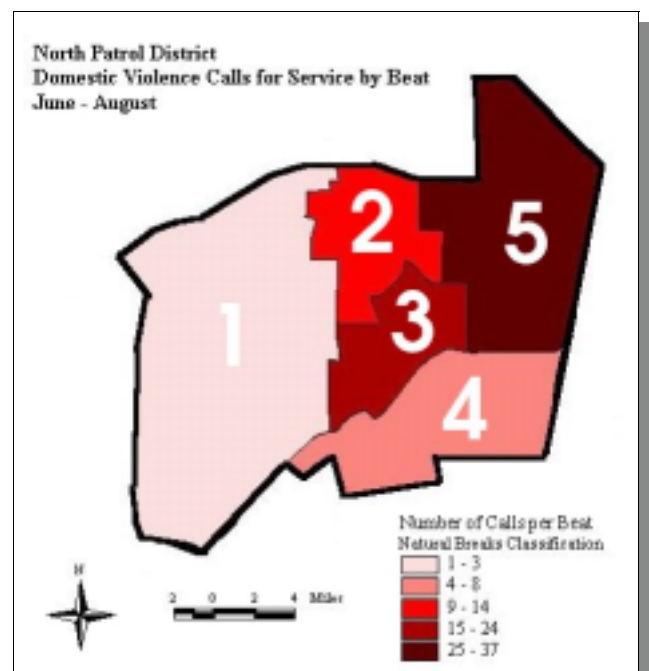 North Patrol District
Domestic Violence Calls for Service by Beat
June - August
2
5
1
3
4
Number of Calls per Beat
Natural Breaks Classification
1 - 3
4 - 8
9 - 14
15 - 24
25 - 37
N
2 0 2 4 Miles